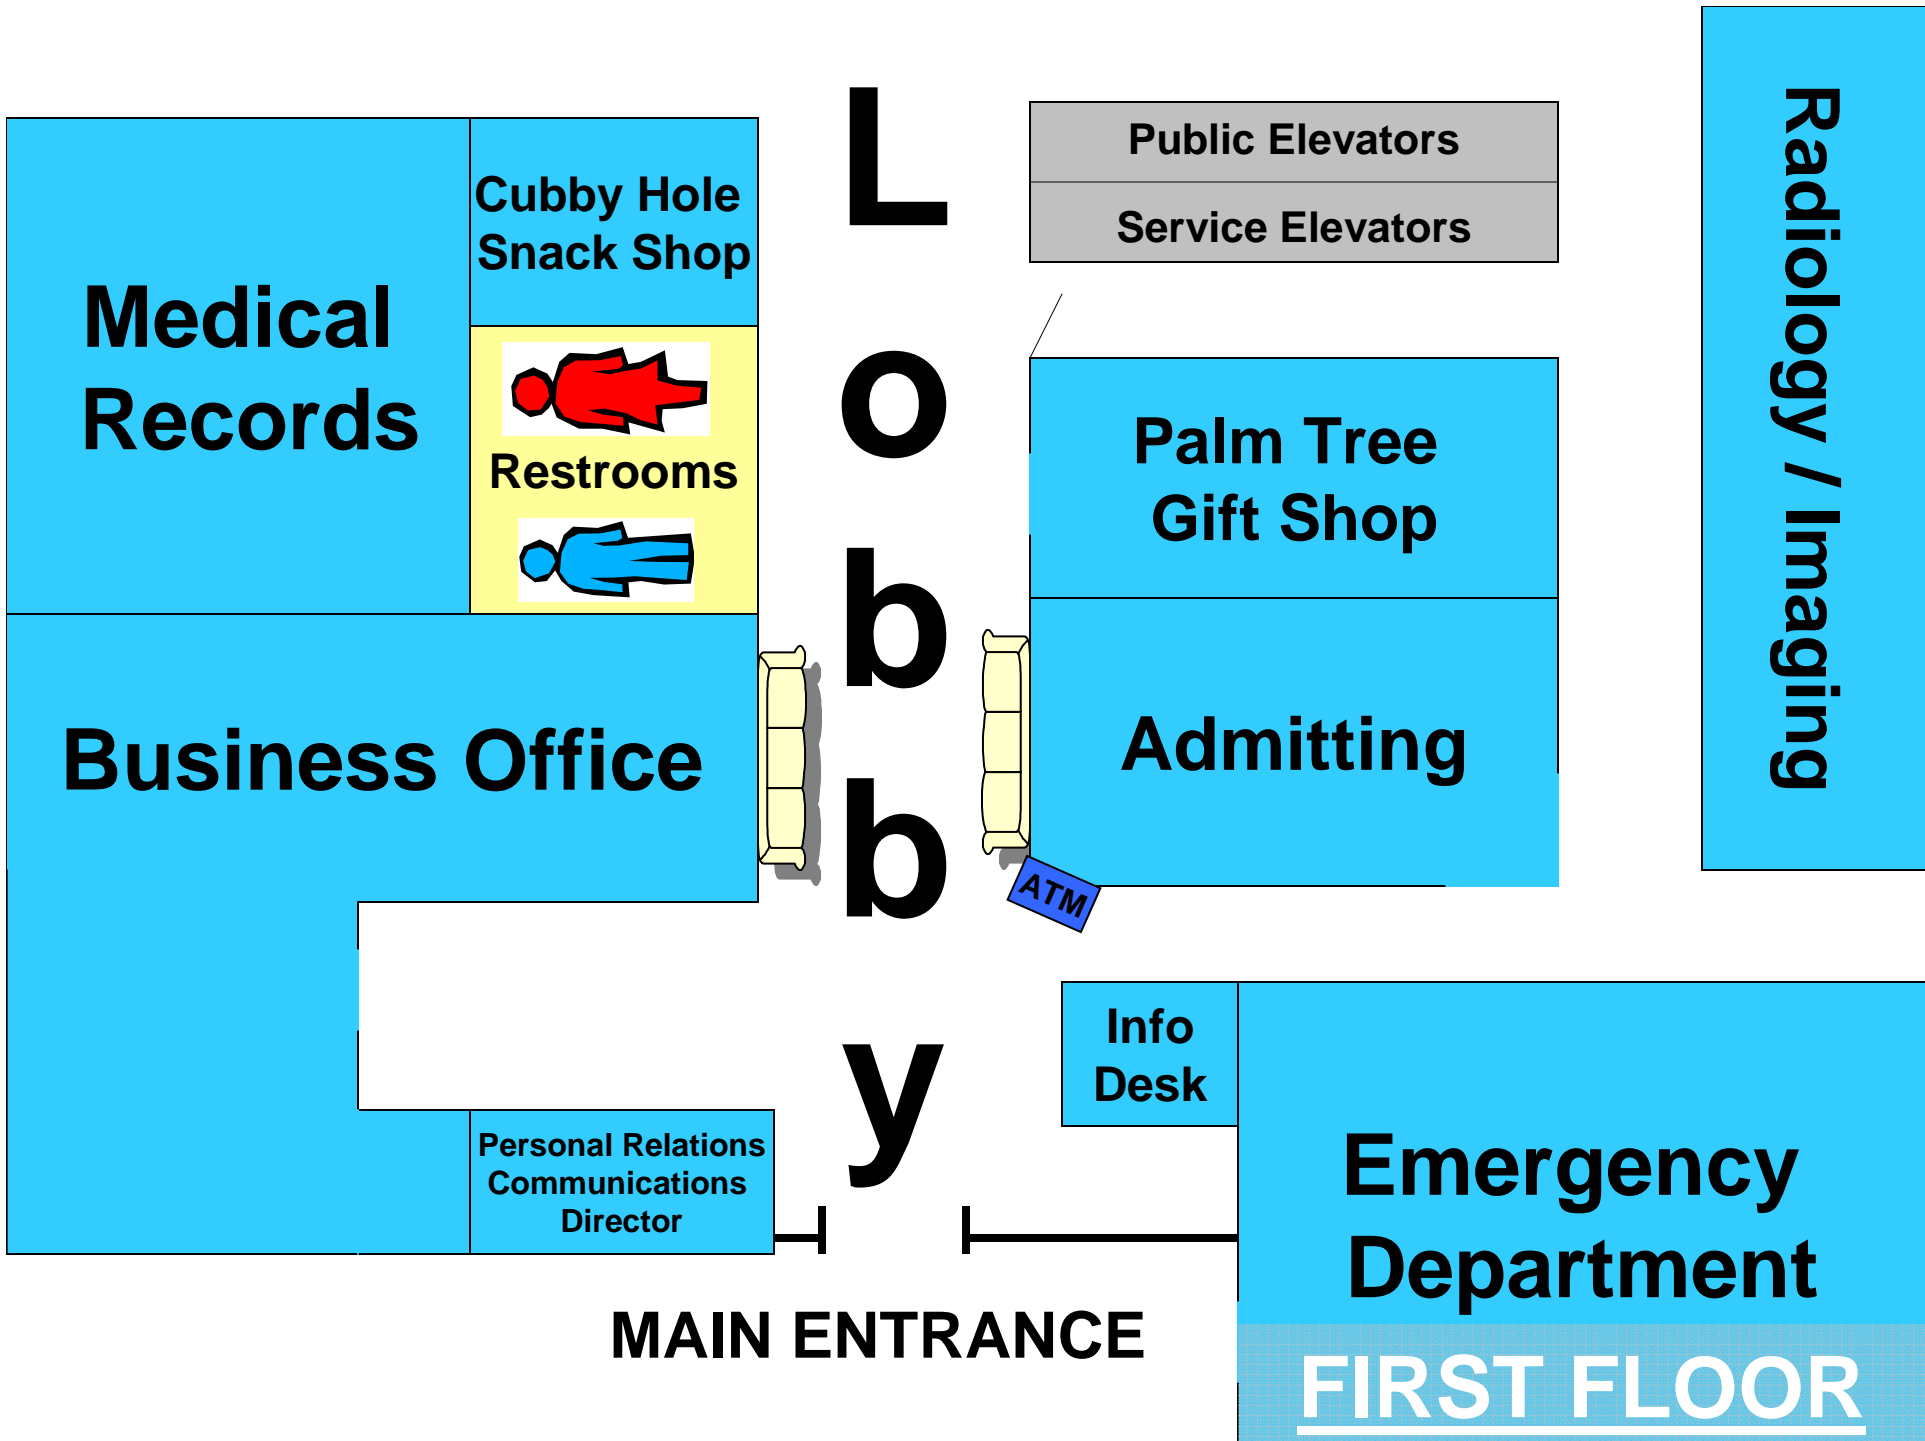 Medical
Records
Cubby Hole
Snack Shop
Restrooms
Business Office
Personal Relations
Communications
Director
L
o
b
b
y
Public Elevators
Service Elevators
Palm Tree
Gift Shop
Admitting
ATM
Info
Desk
Radiology / Imaging
Emergency
Department
MAIN ENTRANCE
FIRST FLOOR